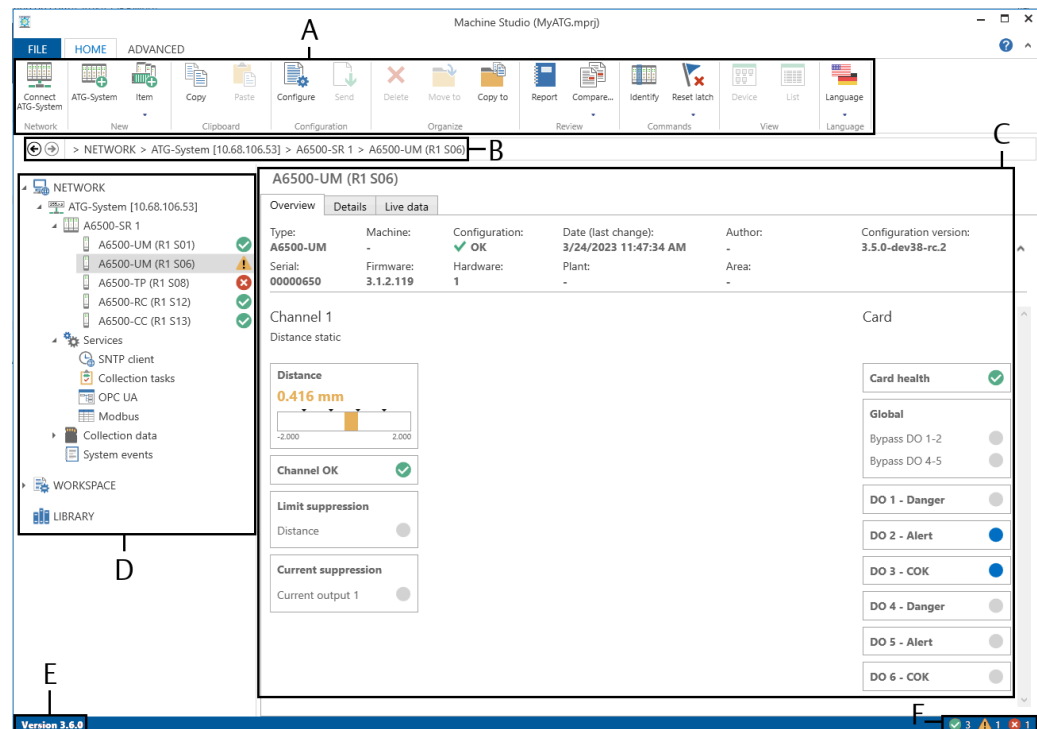 Machine Studio (MyATG.mprj)
A
FILE HOME ADVANCED
Connect ATG-System ATG-System Item Copy Paste Configure Send Delete Move to Copy to Report Compare... Identify Reset latch Device List Language
Network New Clipboard Configuration Organize Review Commands View Language
> NETWORK > ATG-System [10.68.106.53] > A6500-SR 1 > A6500-UM (R1 S06)
B
C
NETWORK
ATG-System [10.68.106.53]
A6500-SR 1
A6500-UM (R1 S01)
A6500-UM (R1 S06)
A6500-TP (R1 S08)
A6500-RC (R1 S12)
A6500-CC (R1 S13)
Services
SNTP client
Collection tasks
OPC UA
Modbus
Collection data
System events
WORKSPACE
LIBRARY
D
A6500-UM (R1 S06)
Overview Details Live data
Type: Machine: Configuration: Date (last change): Author: Configuration version:
A6500-UM - OK 3/24/2023 11:47:34 AM - 3.5.0-dev38-rc.2
Serial: Firmware: Hardware: Plant: Area:
00000650 3.1.2.119 1 - -
Channel 1
Distance static
Distance
0.416 mm
-2.000 2.000
Channel OK
Limit suppression
Distance
Current suppression
Current output 1
Card
Card health
Global
Bypass DO 1-2
Bypass DO 4-5
DO 1 - Danger
DO 2 - Alert
DO 3 - COK
DO 4 - Danger
DO 5 - Alert
DO 6 - COK
E
Version 3.6.0
F
3 1 1